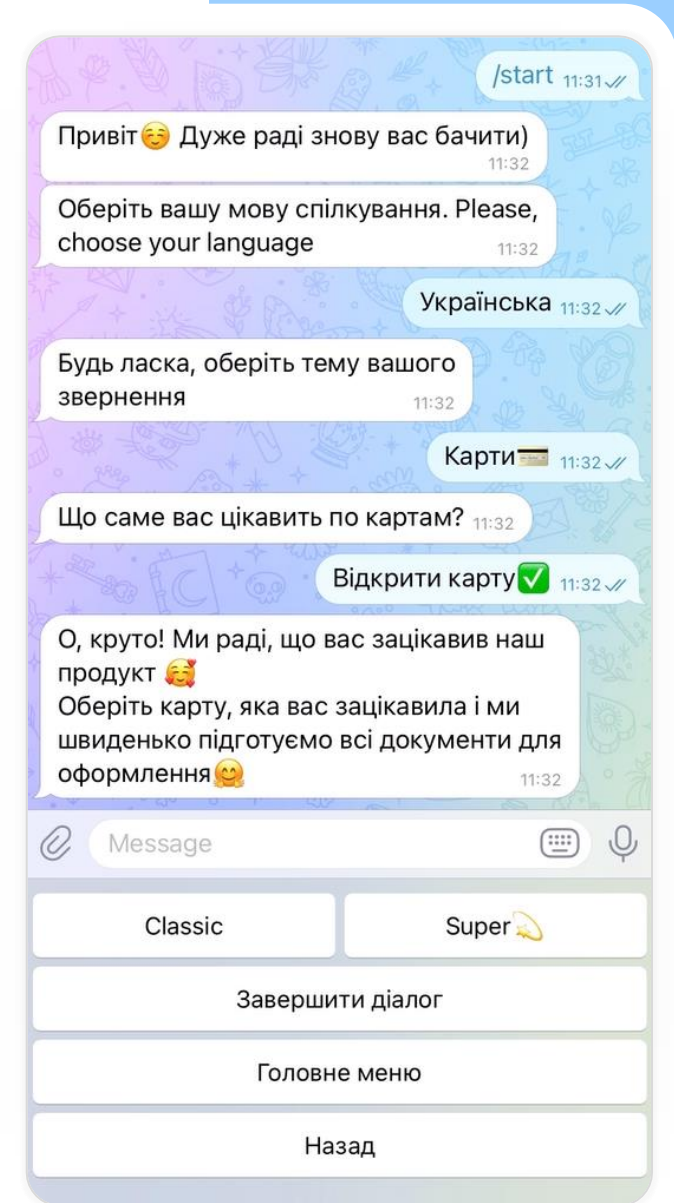 /start 11:31
Привіт☺️ Дуже раді знову вас бачити)
11:32
Оберіть вашу мову спілкування. Please,
choose your language 11:32
Українська 11:32
Будь ласка, оберіть тему вашого
звернення 11:32
Карти💳 11:32
Що саме вас цікавить по картам? 11:32
Відкрити карту✅ 11:32
О, круто! Ми раді, що вас зацікавив наш
продукт 🥰
Оберіть карту, яка вас зацікавила і ми
швиденько підготуємо всі документи для
оформлення🤗 11:32
Message
Classic
Super💫
Завершити діалог
Головне меню
Назад